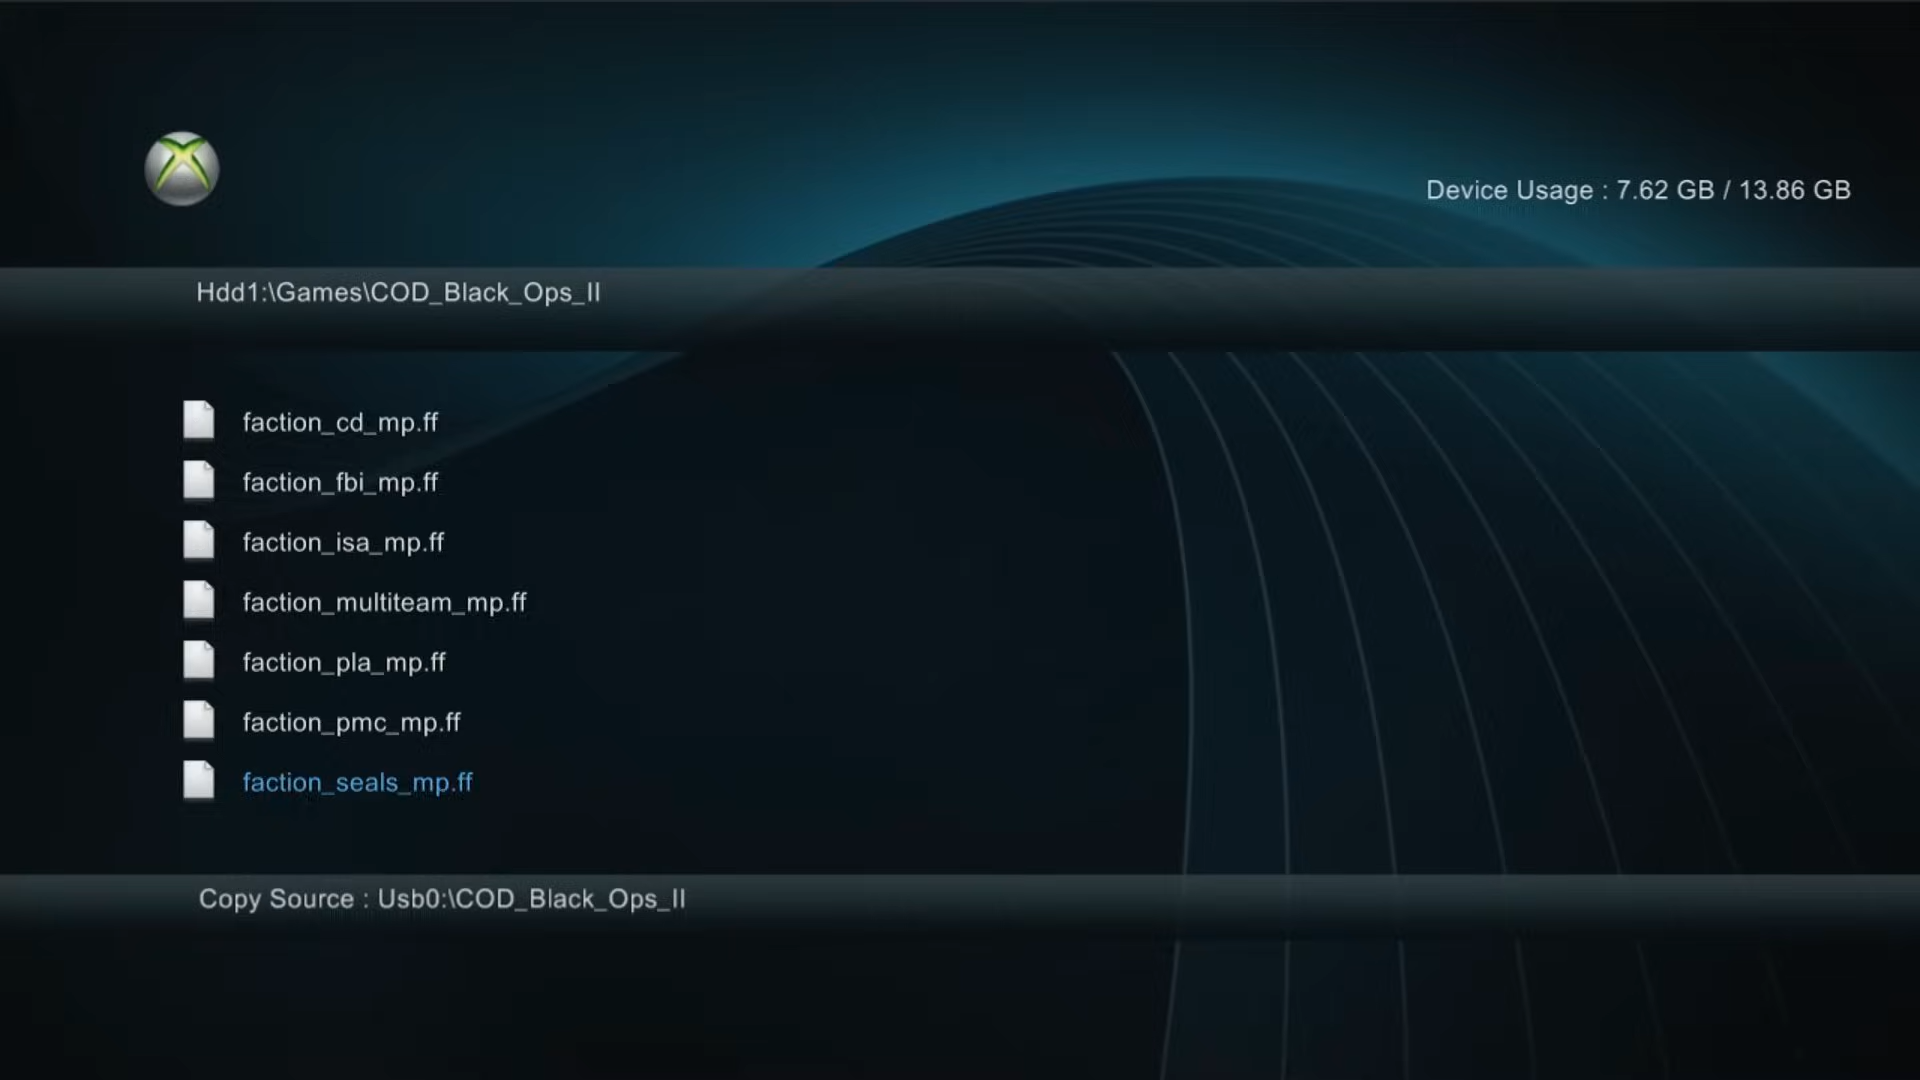 Device Usage : 7.62 GB / 13.86 GB
Hdd1:\Games\COD_Black_Ops_II
faction_cd_mp.ff
faction_fbi_mp.ff
faction_isa_mp.ff
faction_multiteam_mp.ff
faction_pla_mp.ff
faction_pmc_mp.ff
faction_seals_mp.ff
Copy Source : Usb0:\COD_Black_Ops_II